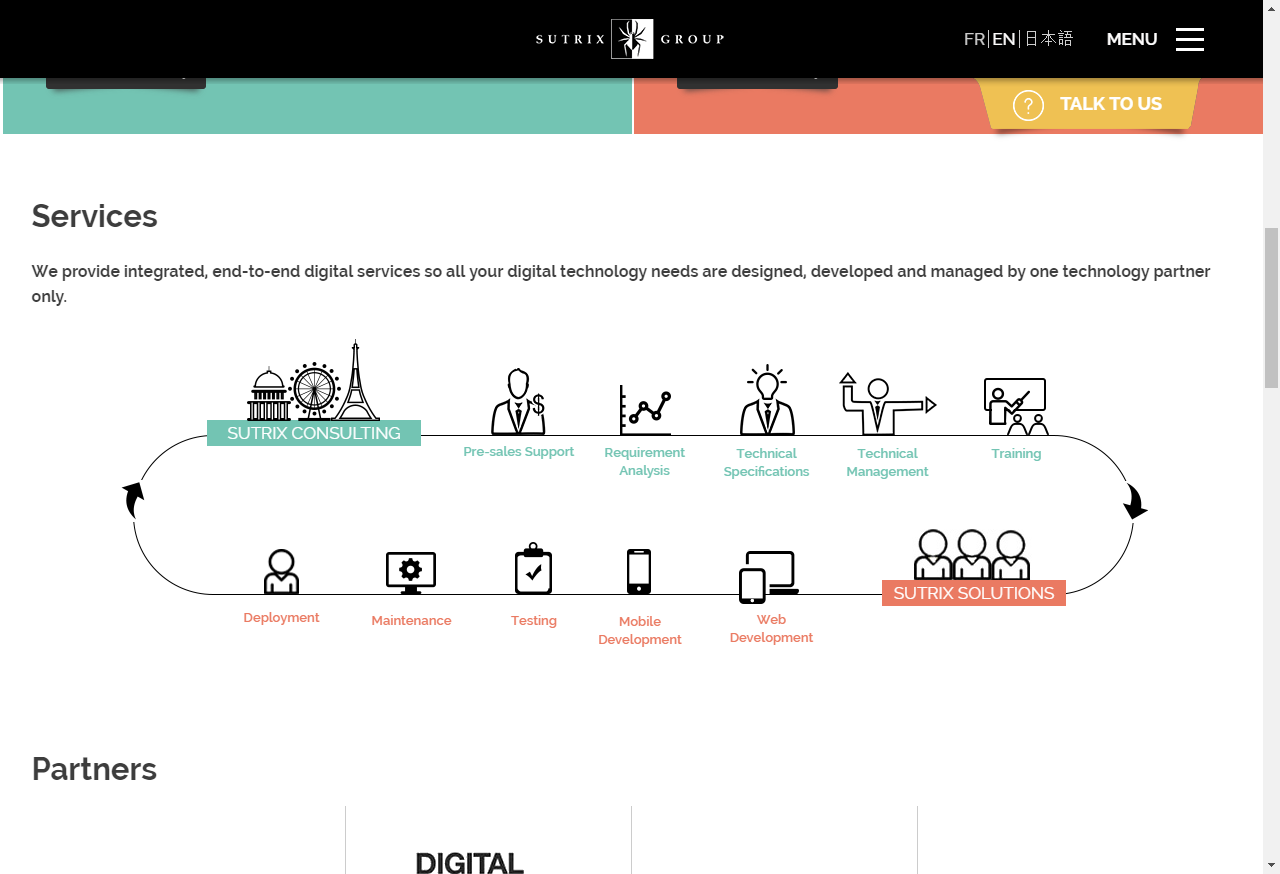 SUTRIX GROUP
FR|EN|日本語
MENU
TALK TO US
Services
We provide integrated, end-to-end digital services so all your digital technology needs are designed, developed and managed by one technology partner
only.
SUTRIX CONSULTING
Pre-sales Support
Requirement
Analysis
Technical
Specifications
Technical
Management
Training
SUTRIX SOLUTIONS
Deployment
Maintenance
Testing
Mobile
Development
Web
Development
Partners
DIGITAL